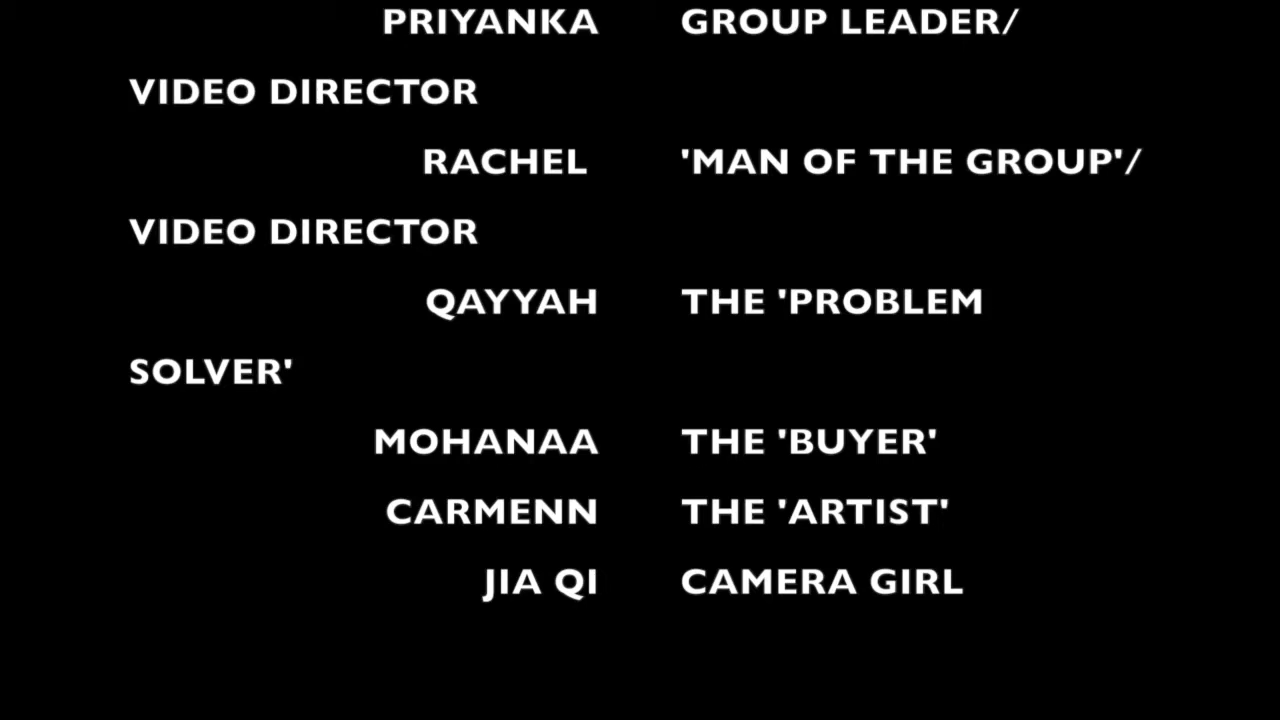 PRIYANKA GROUP LEADER/
VIDEO DIRECTOR
RACHEL 'MAN OF THE GROUP'/
VIDEO DIRECTOR
QAYYAH THE 'PROBLEM
SOLVER'
MOHANAA THE 'BUYER'
CARMENN THE 'ARTIST'
JIA QI CAMERA GIRL